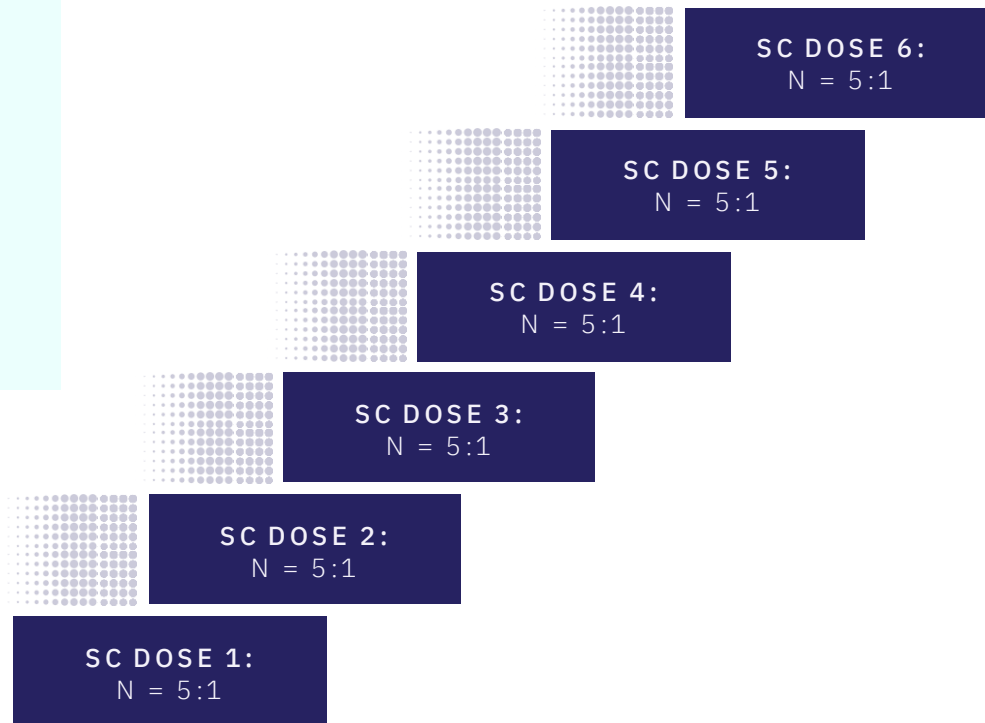 SC DOSE 6:
N = 5:1
SC DOSE 5:
N = 5:1
SC DOSE 4:
N = 5:1
SC DOSE 3:
N = 5:1
SC DOSE 2:
N = 5:1
SC DOSE 1:
N = 5:1